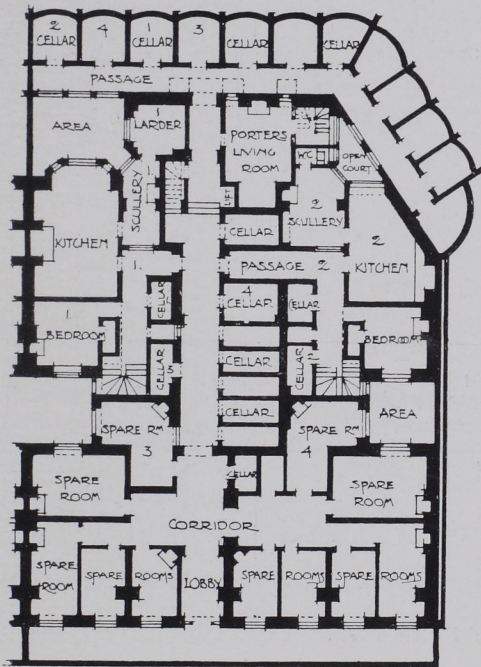 2
CELLAR
4
1
CELLAR
3
CELLAR
CELLAR
PASSAGE
AREA
1
LARDER
PORTERS
LIVING
ROOM
W.C.
OPEN
COURT
SCULLERY
1
LIFT
2
SCULLERY
KITCHEN
CELLAR
2
KITCHEN
1.
PASSAGE 2
CELLAR
1
4
CELLAR
CELLAR
1
BEDROOM
BEDROOM
CELLAR
3
CELLAR
CELLAR
2
CELLAR
AREA
SPARE RM
3
SPARE RM
4
SPARE
ROOM
CELLAR
SPARE
ROOM
CORRIDOR
SPARE
ROOM
SPARE
ROOMS
LOBBY
SPARE
ROOMS
SPARE
ROOMS